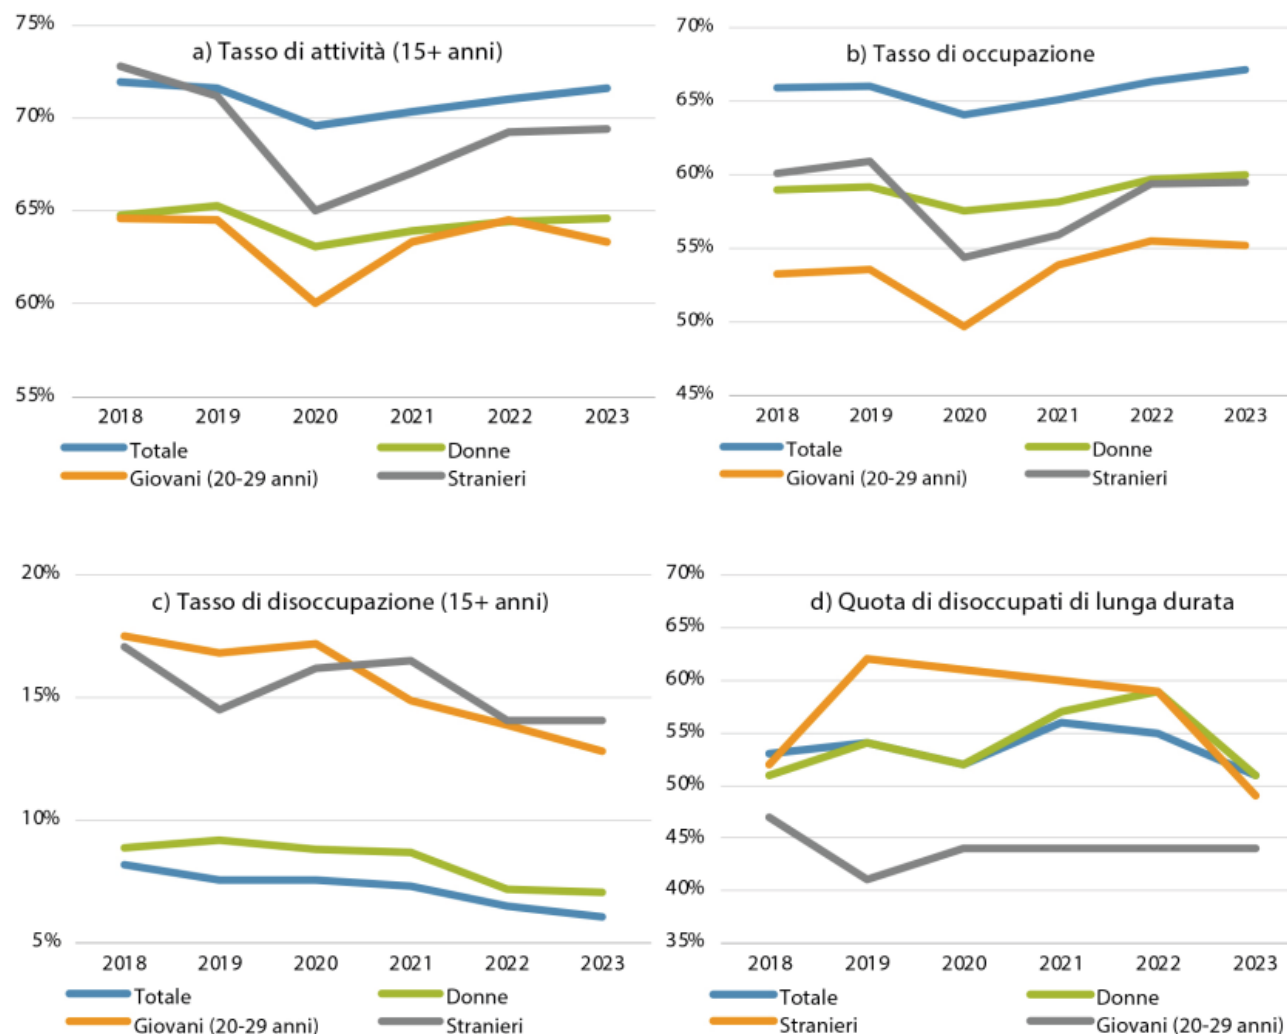 a) Tasso di attività (15+ anni)
75%
70%
65%
60%
55%
2018 2019 2020 2021 2022 2023
Totale Donne
Giovani (20-29 anni) Stranieri
b) Tasso di occupazione
70%
65%
60%
55%
50%
45%
2018 2019 2020 2021 2022 2023
Totale Donne
Giovani (20-29 anni) Stranieri
c) Tasso di disoccupazione (15+ anni)
20%
15%
10%
5%
2018 2019 2020 2021 2022 2023
Totale Donne
Giovani (20-29 anni) Stranieri
d) Quota di disoccupati di lunga durata
70%
65%
60%
55%
50%
45%
40%
35%
2018 2019 2020 2021 2022 2023
Totale Donne
Stranieri Giovani (20-29 anni)